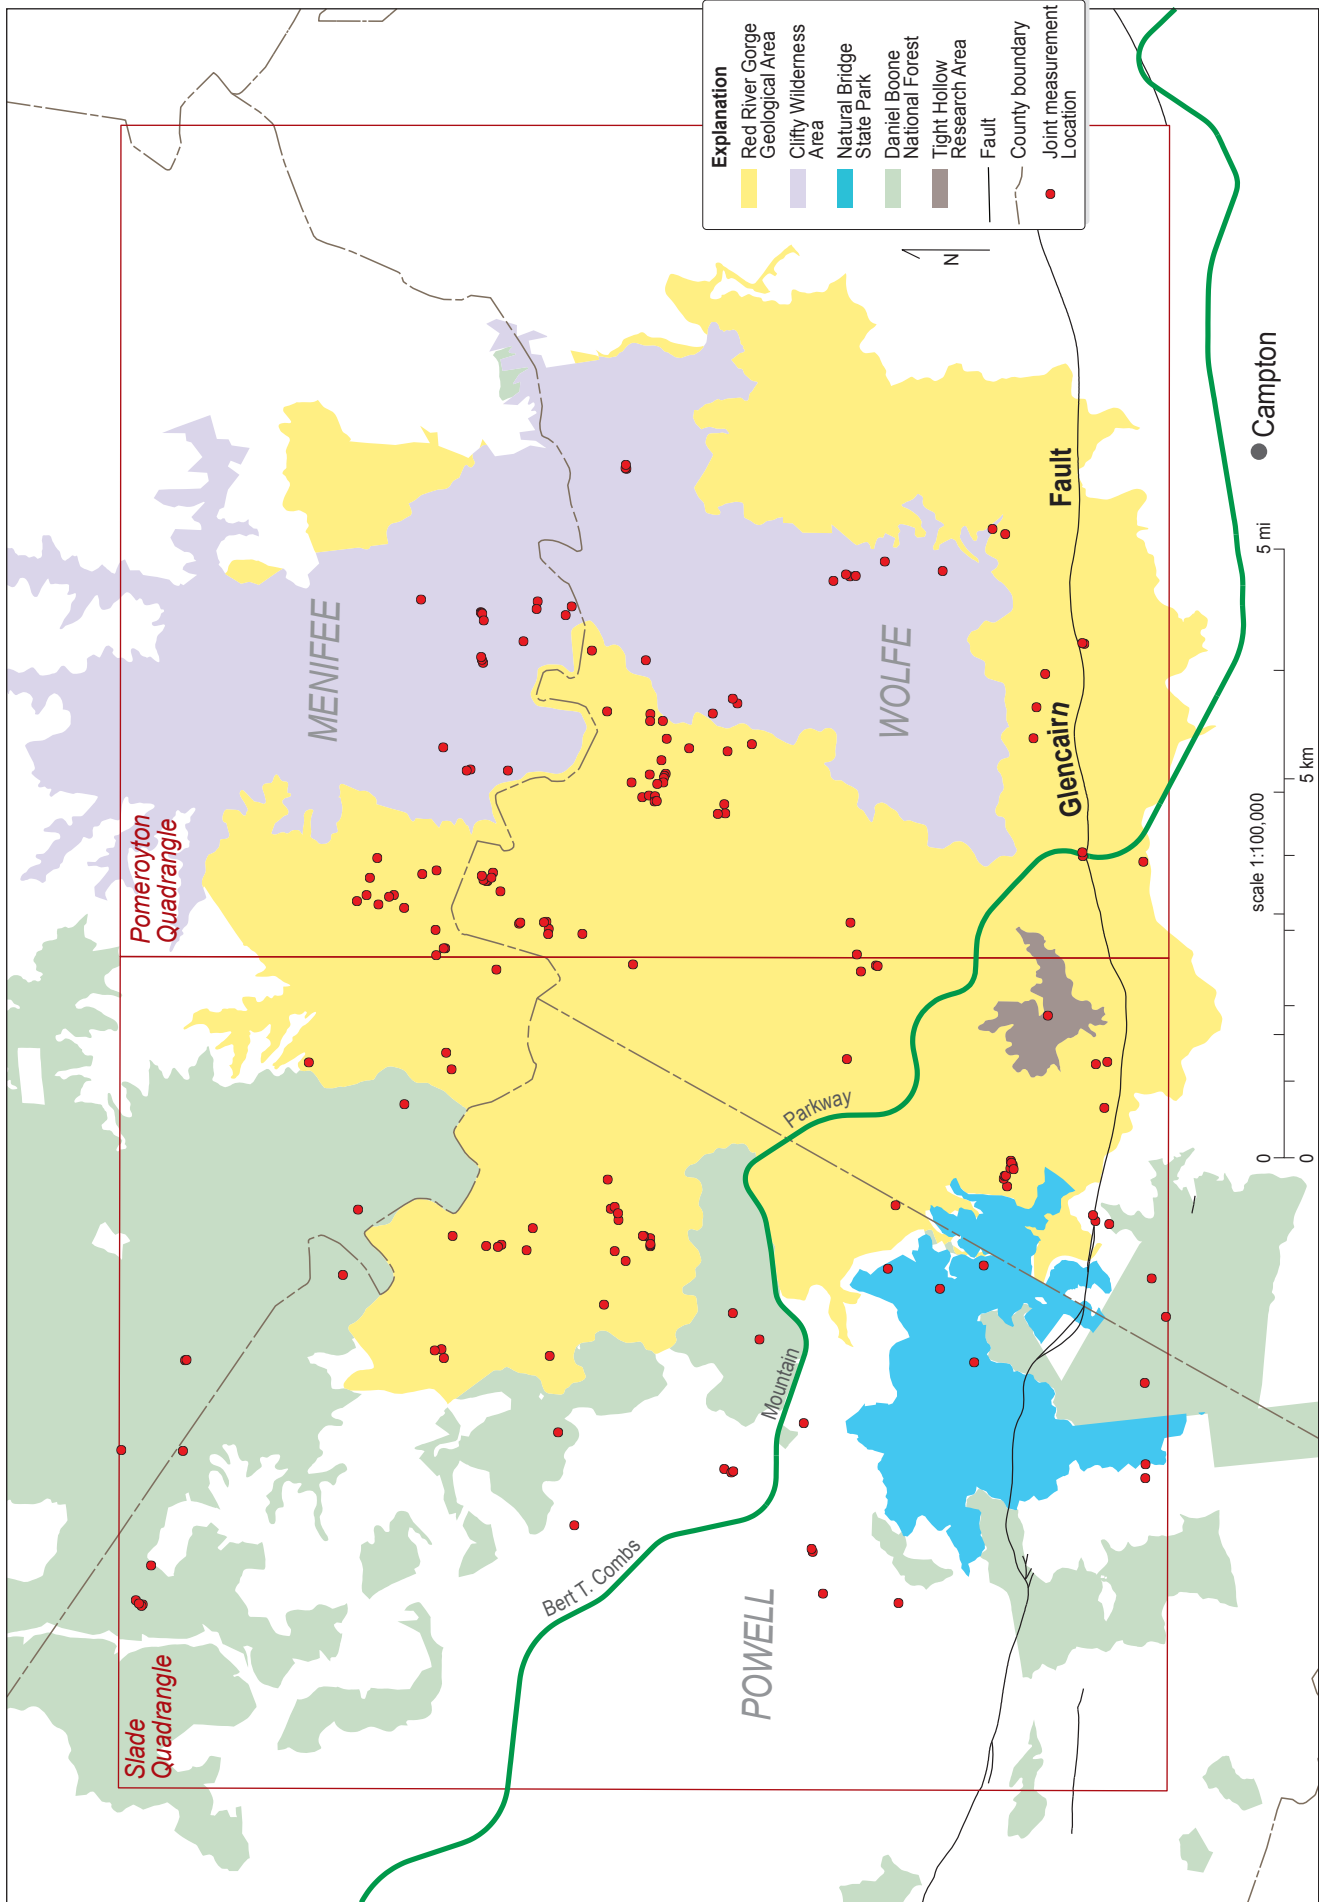 Slade
Quadrangle
Pomeroyton
Quadrangle
MENIFEE
WOLFE
POWELL
Bert T. Combs
Mountain
Parkway
Glencairn
Fault
Campton
scale 1:100,000
0
5 mi
0
5 km
N
Explanation
Red River Gorge
Geological Area
Clifty Wilderness
Area
Natural Bridge
State Park
Daniel Boone
National Forest
Tight Hollow
Research Area
Fault
County boundary
Joint measurement
Location